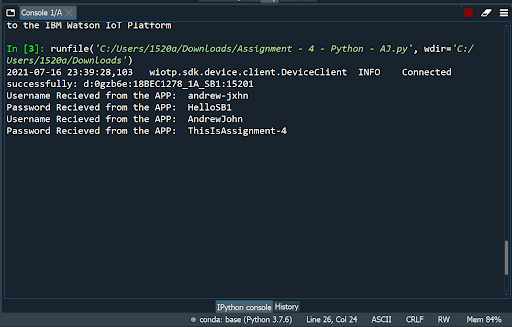 Console 1/A
to the IBM Watson IoT Platform
In [3]: runfile('C:/Users/1520a/Downloads/Assignment - 4 - Python - AJ.py', wdir='C:/
Users/1520a/Downloads')
2021-07-16 23:39:28,103   wiotp.sdk.device.client.DeviceClient  INFO    Connected
successfully: d:0gzb6e:18BEC1278_1A_SB1:15201
Username Recieved from the APP:  andrew-jxhn
Password Recieved from the APP:  HelloSB1
Username Recieved from the APP:  AndrewJohn
Password Recieved from the APP:  ThisIsAssignment-4
IPython console History
conda: base (Python 3.7.6) Line 26, Col 24 ASCII CRLF RW Mem 84%